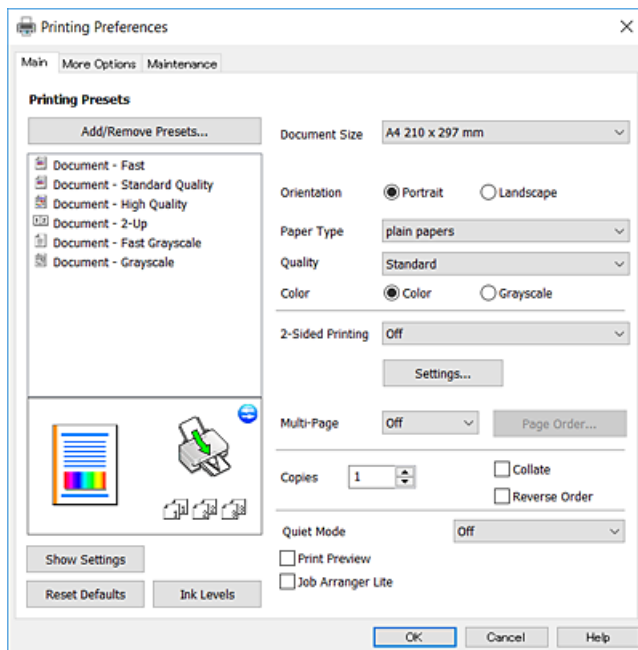 Printing Preferences
Main More Options Maintenance
Printing Presets
Add/Remove Presets...
Document - Fast
Document - Standard Quality
Document - High Quality
Document - 2-Up
Document - Fast Grayscale
Document - Grayscale
Show Settings
Reset Defaults Ink Levels
Document Size A4 210 x 297 mm
Orientation Portrait Landscape
Paper Type plain papers
Quality Standard
Color Color Grayscale
2-Sided Printing Off
Settings...
Multi-Page Off Page Order...
Copies 1 Collate
Reverse Order
Quiet Mode Off
Print Preview
Job Arranger Lite
OK Cancel Help